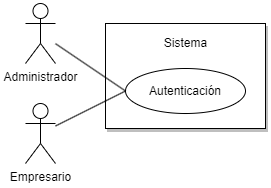 Sistema
Administrador
Autenticación
Empresario